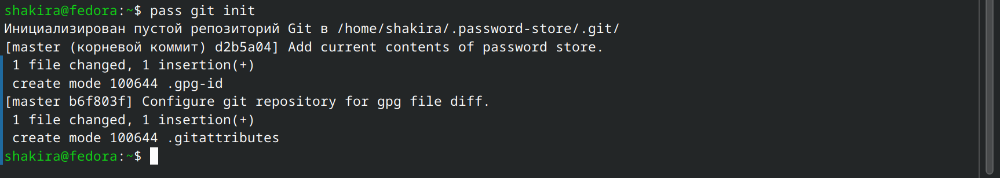 shakira@fedora:~$ pass git init
Инициализирован пустой репозиторий Git в /home/shakira/.password-store/.git/
[master (корневой коммит) d2b5a04] Add current contents of password store.
 1 file changed, 1 insertion(+)
 create mode 100644 .gpg-id
[master b6f803f] Configure git repository for gpg file diff.
 1 file changed, 1 insertion(+)
 create mode 100644 .gitattributes
shakira@fedora:~$